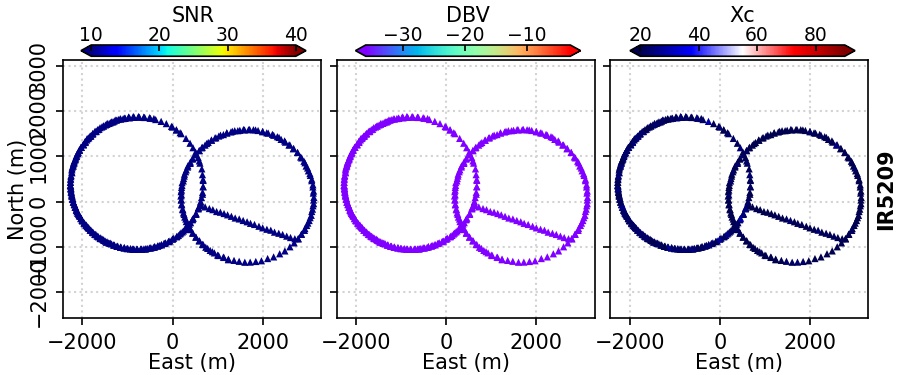 SNR DBV Xc
10 20 30 40 −30 −20 −10 20 40 60 80
North (m)
3000
2000
1000
0
−1000
−2000
IR5209
−2000 0 2000 −2000 0 2000 −2000 0 2000
East (m) East (m) East (m)